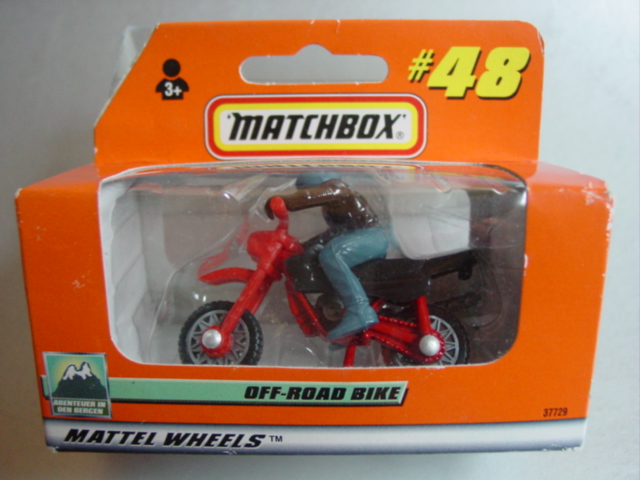 #48
3+
MATCHBOX®
OFF-ROAD BIKE
ABENTEUER IN
DEN BERGEN
37729
MATTEL WHEELS™